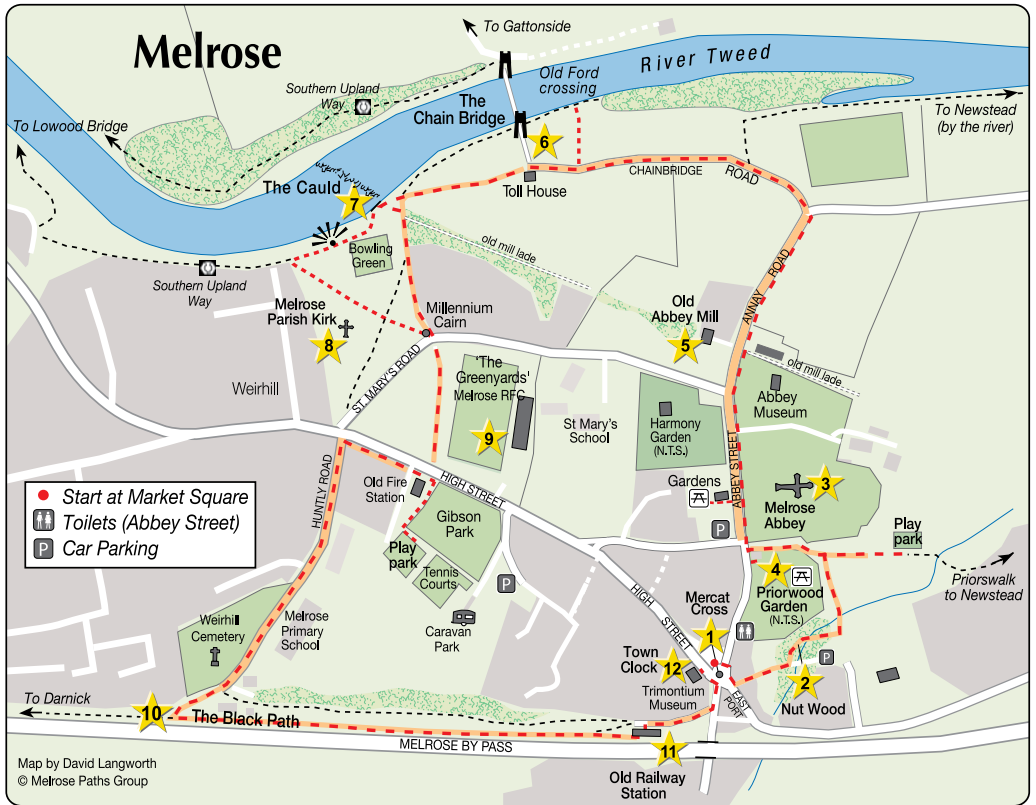 Melrose
To Gattonside
River Tweed
Old Ford
crossing
Southern Upland
Way
To Lowood Bridge
The
Chain Bridge
6
To Newstead
(by the river)
CHAINBRIDGE
ROAD
Toll House
The Cauld
7
Bowling
Green
old mill lade
Southern Upland
Way
Melrose
Parish Kirk
8
Millennium
Cairn
Old
Abbey Mill
5
ANNAY ROAD
old mill lade
Weirhill
ST. MARY'S ROAD
'The
Greenyards'
Melrose RFC
9
St Mary's
School
Harmony
Garden
(N.T.S.)
Abbey
Museum
HUNTLY ROAD
Old Fire
Station
HIGH STREET
Gardens
ABBEY STREET
Melrose
Abbey
3
Start at Market Square
Toilets (Abbey Street)
P
Car Parking
Gibson
Park
Play
park
Tennis
Courts
P
P
Play
park
4
Priorwood
Garden
(N.T.S.)
Priorswalk
to Newstead
Caravan
Park
HIGH
STREET
Mercat
Cross
1
Weirhill
Cemetery
Melrose
Primary
School
Town
Clock
12
Trimontium
Museum
EAST
PORT
P
2
Nut Wood
To Darnick
10
The Black Path
MELROSE BY PASS
11
Old Railway
Station
Map by David Langworth
© Melrose Paths Group